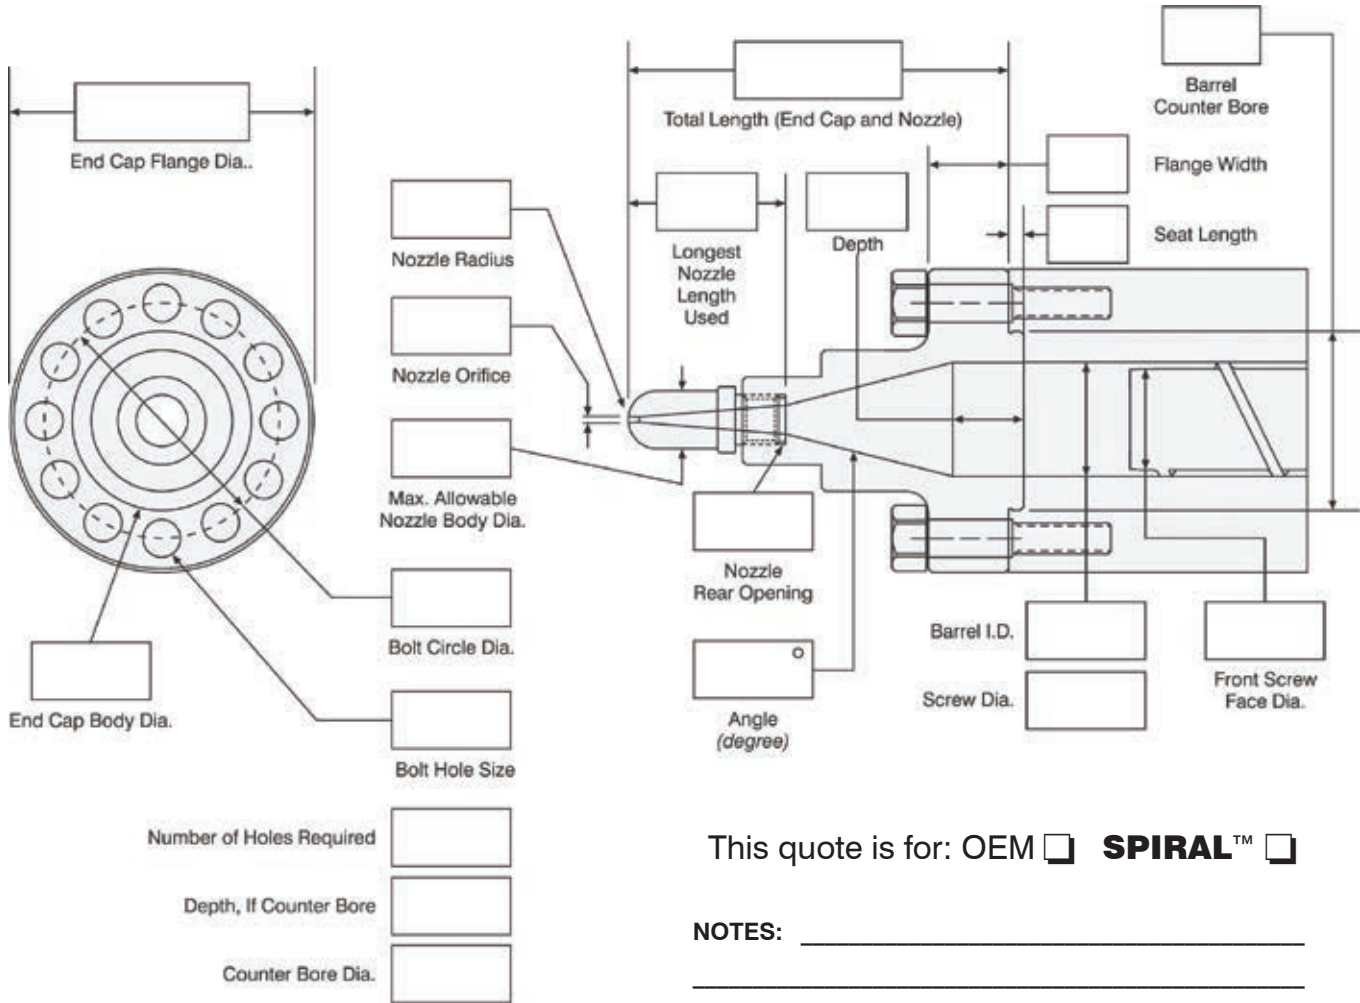 Barrel
Counter Bore
Total Length (End Cap and Nozzle)
End Cap Flange Dia..
Flange Width
Seat Length
Nozzle Radius
Longest
Nozzle
Length
Used
Depth
Nozzle Orifice
Max. Allowable
Nozzle Body Dia.
Nozzle
Rear Opening
Bolt Circle Dia.
Barrel I.D.
Front Screw
Face Dia.
Screw Dia.
End Cap Body Dia.
Angle
(degree)
Bolt Hole Size
Number of Holes Required
This quote is for: OEM ❏ SPIRAL™ ❏
Depth, If Counter Bore
NOTES:
Counter Bore Dia.